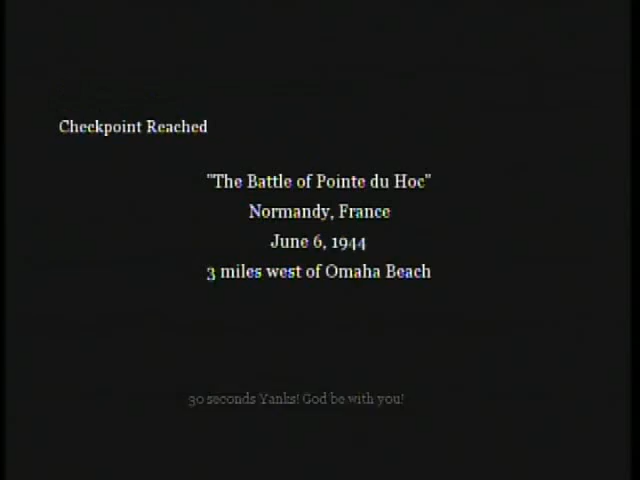 Checkpoint Reached
"The Battle of Pointe du Hoc"
Normandy, France
June 6, 1944
3 miles west of Omaha Beach
30 seconds Yanks! God be with you!